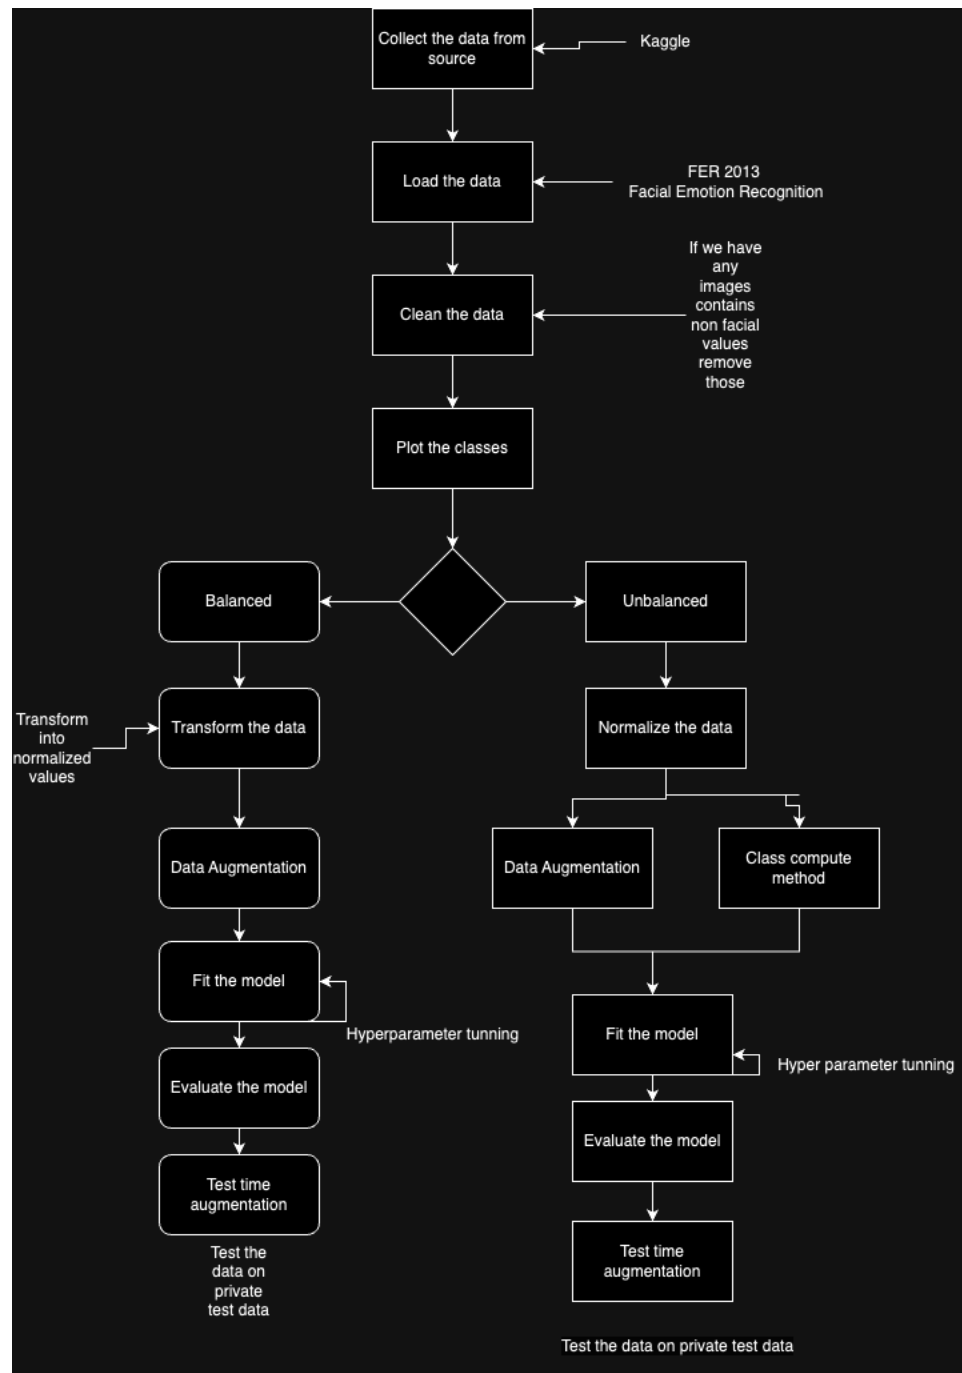 Collect the data from
source
Kaggle
Load the data
FER 2013
Facial Emotion Recognition
Clean the data
If we have
any
images
contains
non facial
values
remove
those
Plot the classes
Balanced
Unbalanced
Transform
into
normalized
values
Transform the data
Normalize the data
Data Augmentation
Data Augmentation
Class compute
method
Fit the model
Hyperparameter tunning
Fit the model
Hyper parameter tunning
Evaluate the model
Evaluate the model
Test time
augmentation
Test time
augmentation
Test the
data on
private
test data
Test the data on private test data